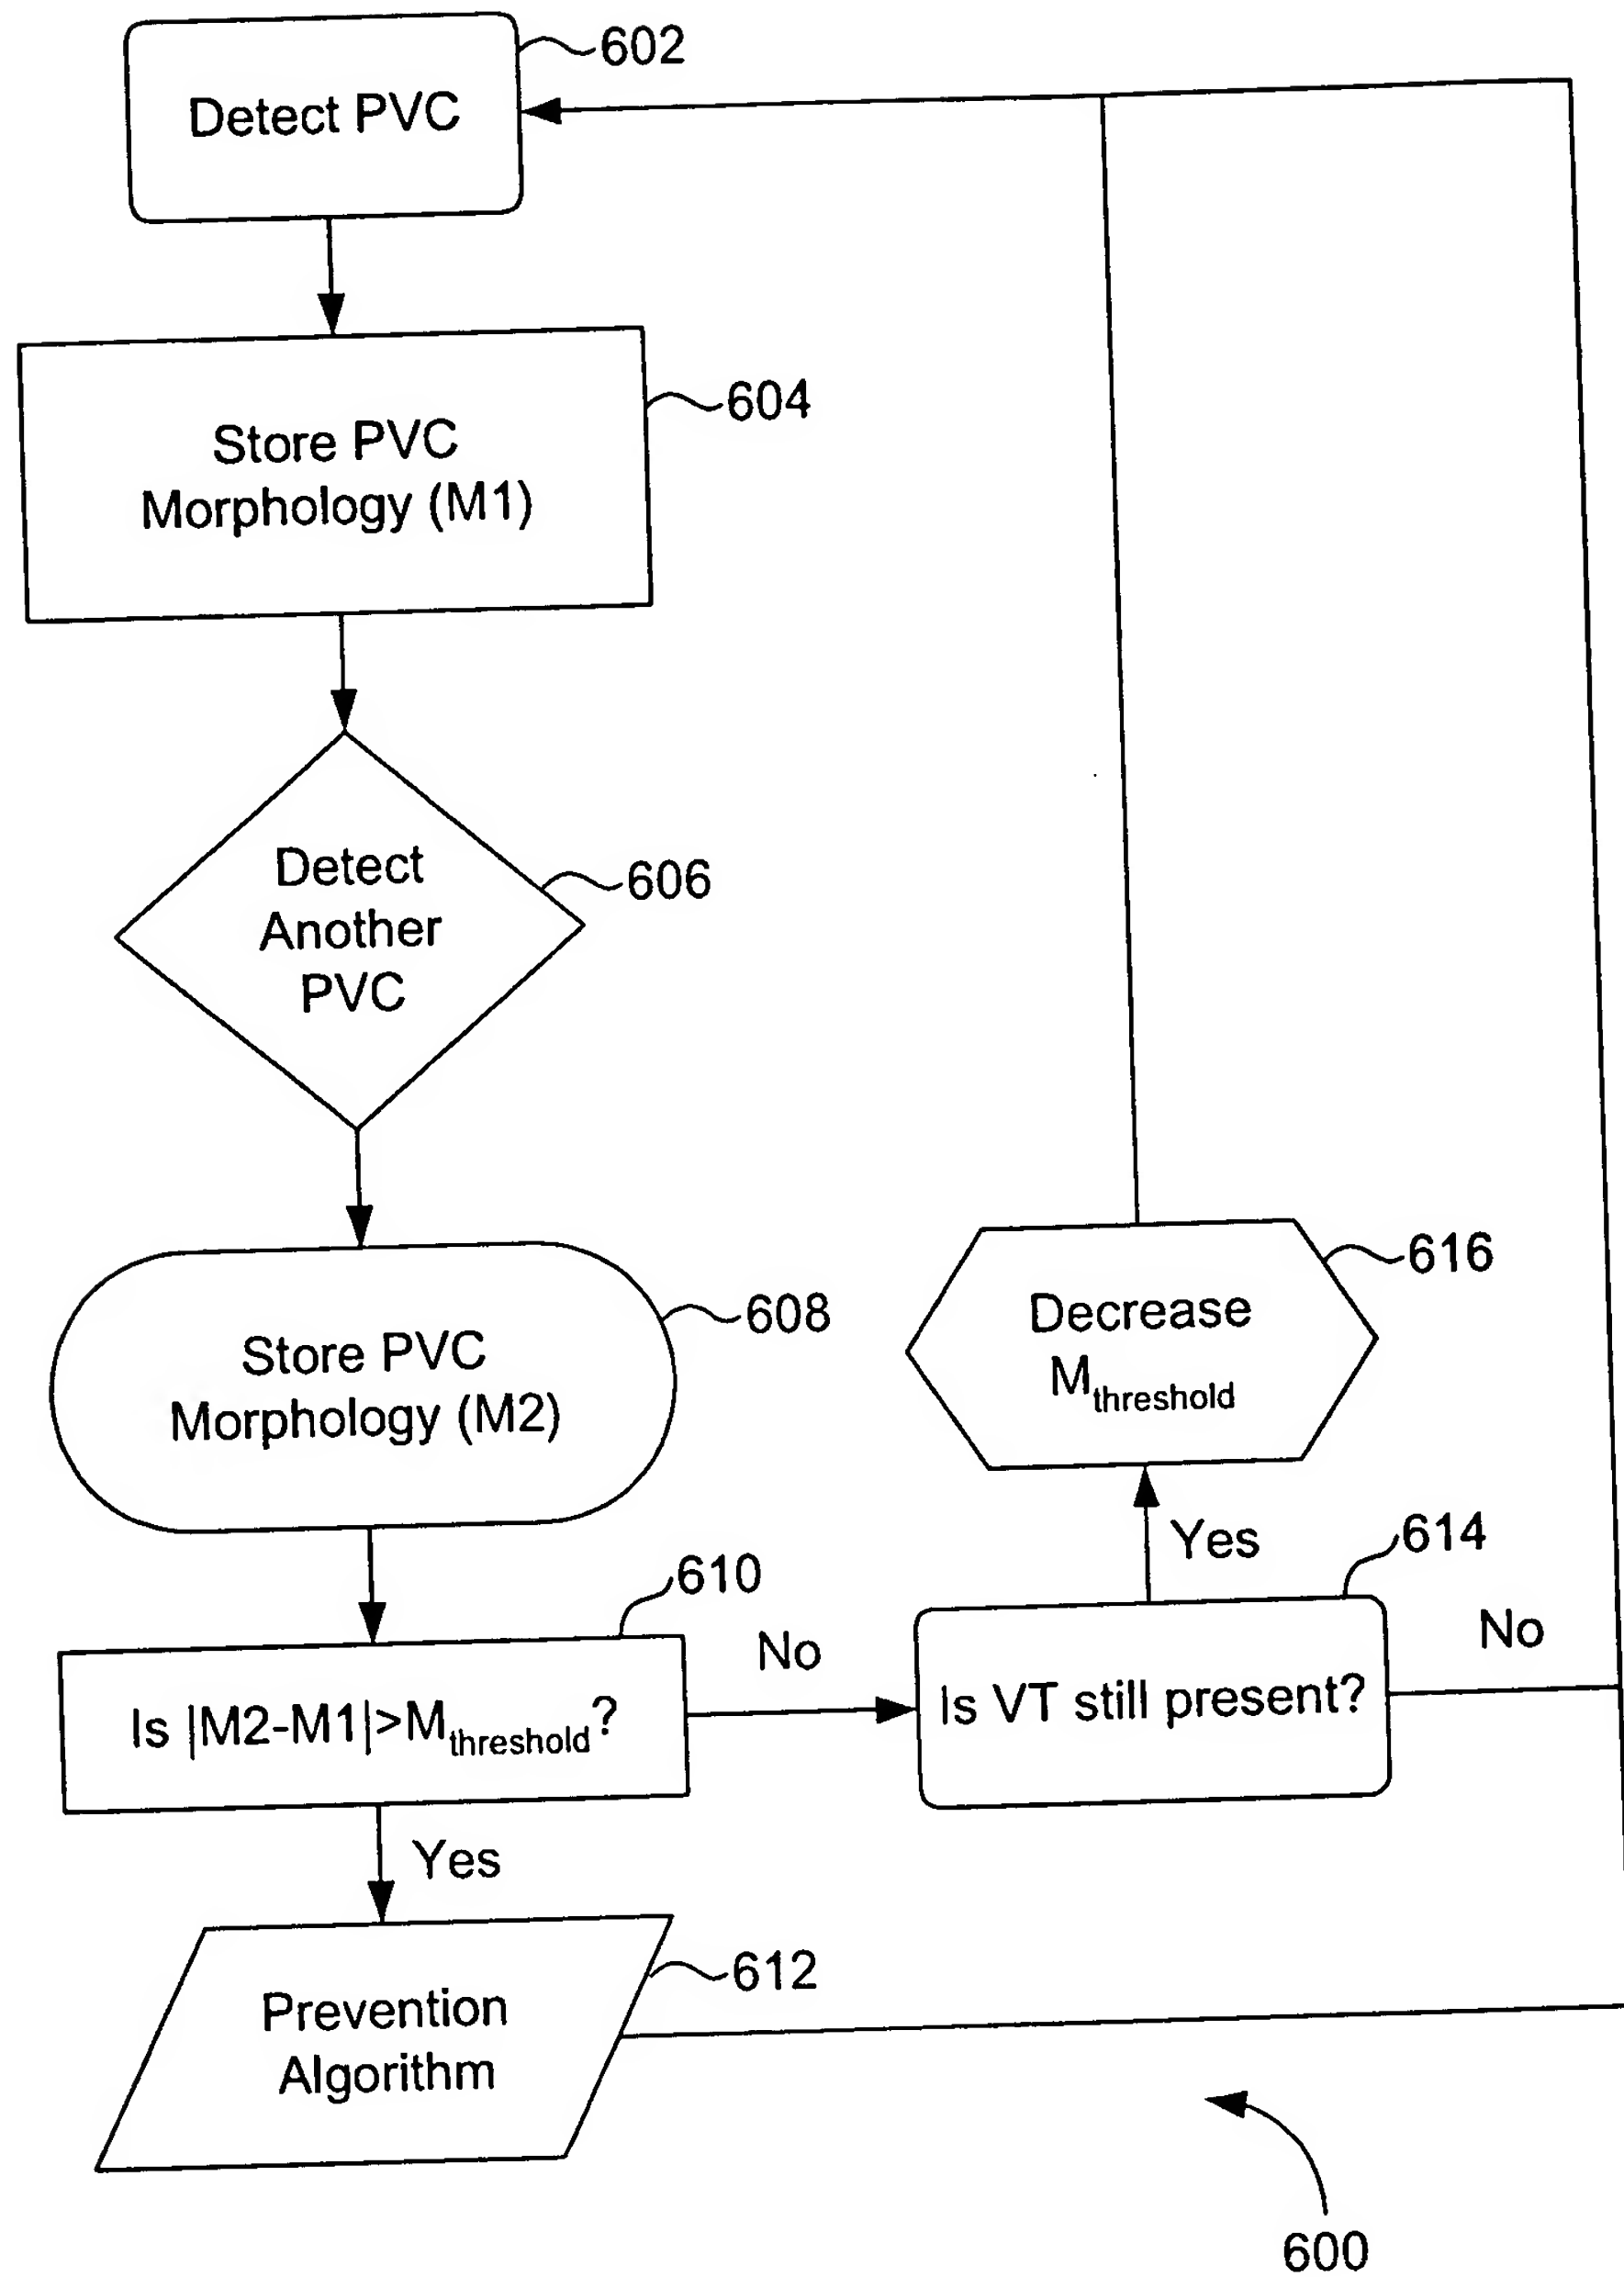 602
Detect PVC
604
Store PVC
Morphology (M1)
606
Detect
Another
PVC
608
Store PVC
Morphology (M2)
616
Decrease
Mthreshold
610
Is |M2-M1|>Mthreshold?
No
Yes
614
Is VT still present?
No
Yes
612
Prevention
Algorithm
600